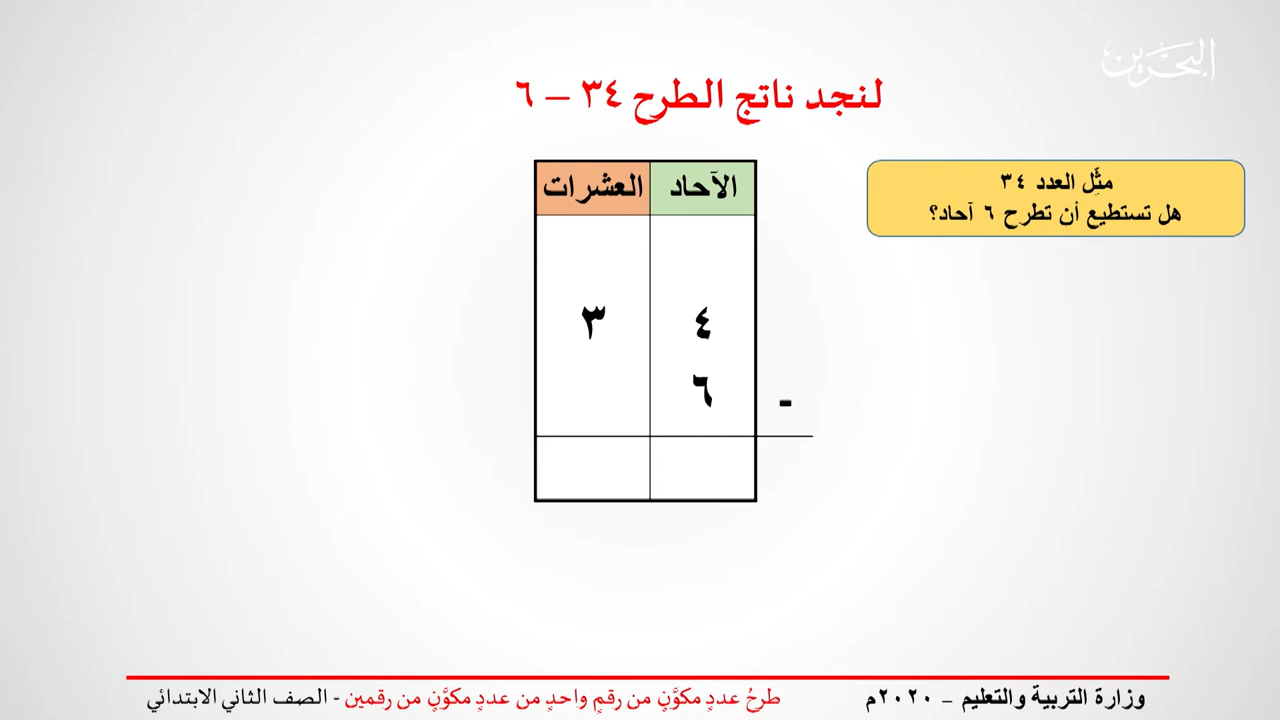 البحرين
لنجد ناتج الطرح ٣٤ – ٦
مثِّل العدد ٣٤
هل تستطيع أن تطرح ٦ آحاد؟
الآحاد العشرات
٤ ٣
- ٦
وزارة التربية والتعليم – ٢٠٢٠م
طرحُ عددٍ مكوَّنٍ من رقمٍ واحدٍ من عددٍ مكوَّنٍ من رقمين - الصف الثاني الابتدائي